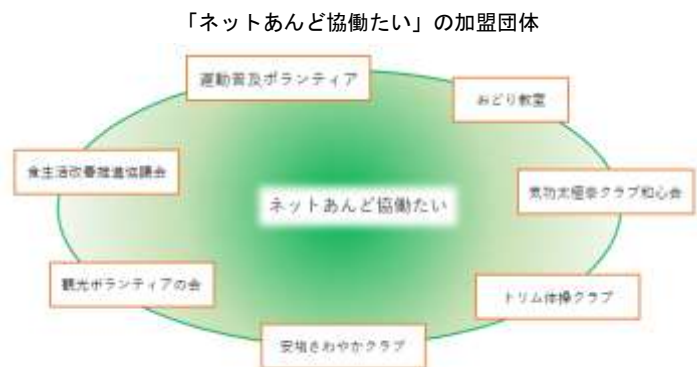 「ネットあんど協働たい」の加盟団体
運動普及ボランティア
おどり教室
食生活改善推進協議会
気功太極拳クラブ和心会
ネットあんど協働たい
観光ボランティアの会
トリム体操クラブ
安堵さわやかクラブ